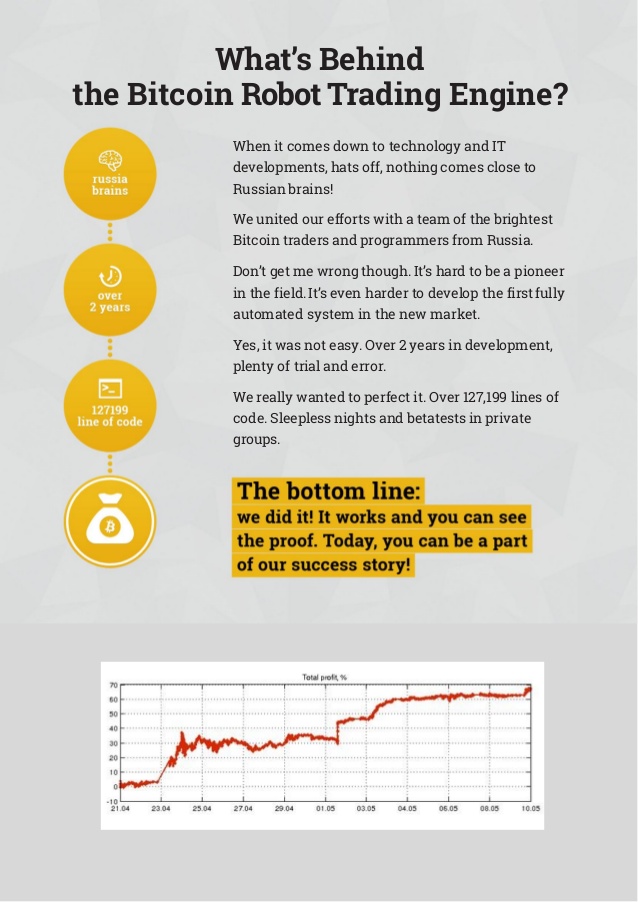 What's Behind
the Bitcoin Robot Trading Engine?
russia
brains
over
2 years
127199
line of code
When it comes down to technology and IT
developments, hats off, nothing comes close to
Russian brains!
We united our efforts with a team of the brightest
Bitcoin traders and programmers from Russia.
Don't get me wrong though. It's hard to be a pioneer
in the field. It's even harder to develop the first fully
automated system in the new market.
Yes, it was not easy. Over 2 years in development,
plenty of trial and error.
We really wanted to perfect it. Over 127,199 lines of
code. Sleepless nights and betatests in private
groups.
The bottom line:
we did it! It works and you can see
the proof. Today, you can be a part
of our success story!
Total profit, %
70
60
50
40
30
20
10
0
-10
21.04 23.04 25.04 27.04 29.04 01.05 03.05 04.05 06.05 08.05 10.05